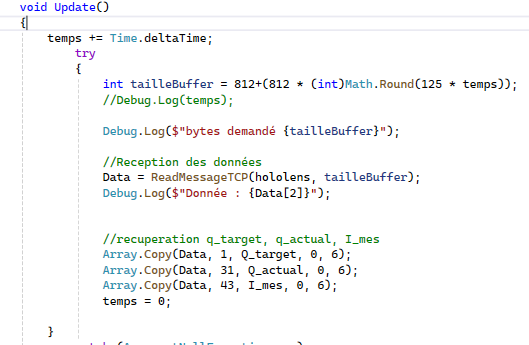 void Update()
{
temps += Time.deltaTime;
try
{
int tailleBuffer = 812+(812 * (int)Math.Round(125 * temps));
//Debug.Log(temps);
Debug.Log($"bytes demandé {tailleBuffer}");
//Reception des données
Data = ReadMessageTCP(hololens, tailleBuffer);
Debug.Log($"Donnée : {Data[2]}");
//recuperation q_target, q_actual, I_mes
Array.Copy(Data, 1, Q_target, 0, 6);
Array.Copy(Data, 31, Q_actual, 0, 6);
Array.Copy(Data, 43, I_mes, 0, 6);
temps = 0;
}